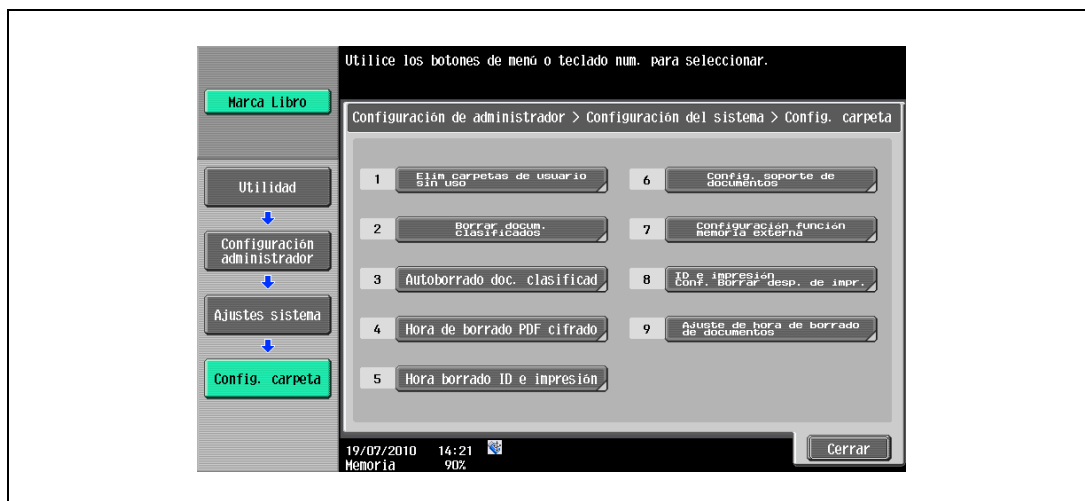 Utilice los botones de menú o teclado num. para seleccionar.
Marca Libro
Configuración de administrador > Configuración del sistema > Config. carpeta
Utilidad
Configuración
administrador
Ajustes sistema
Config. carpeta
1
Elim carpetas de usuario
sin uso
2
Borrar docum.
clasificados
3
Autoborrado doc. clasificad
4
Hora de borrado PDF cifrado
5
Hora borrado ID e impresión
6
Config. soporte de
documentos
7
Configuración función
memoria externa
8
ID e impresión
Conf. Borrar desp. de impr.
9
Ajuste de hora de borrado
de documentos
19/07/2010 14:21
Memoria 90%
Cerrar